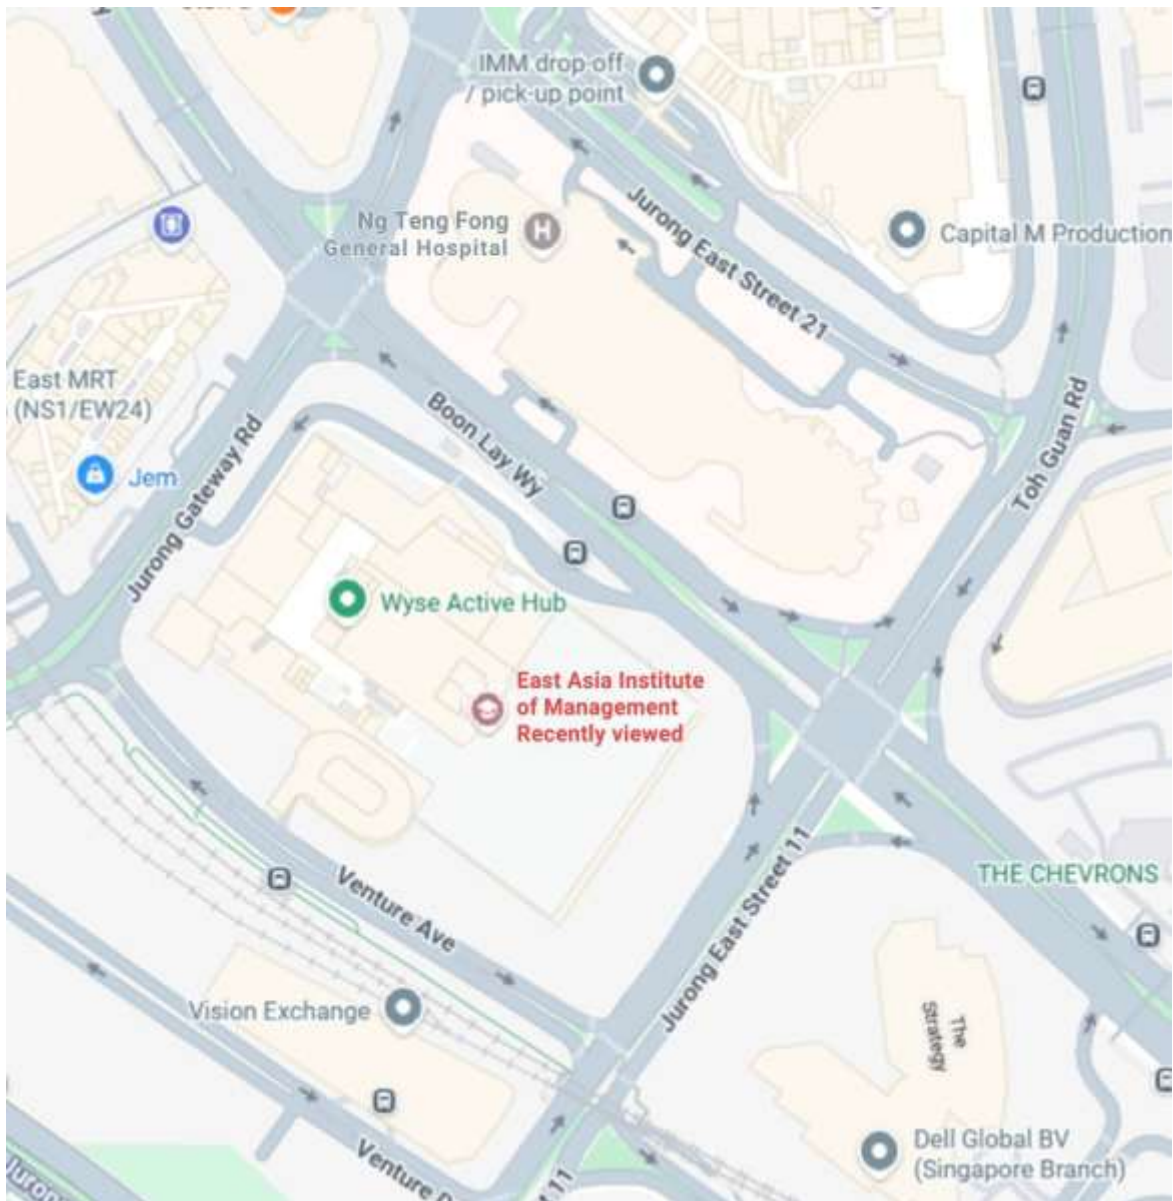 IMM drop off
/ pick-up point
Ng Teng Fong
General Hospital
H
Jurong East Street 21
Capital M Production
East MRT
(NS1/EW24)
Jem
Jurong Gateway Rd
Boon Lay Wy
Toh Guan Rd
Wyse Active Hub
East Asia Institute
of Management
Recently viewed
THE CHEVRONS
Venture Ave
Jurong East Street 11
Vision Exchange
The
Strategy
Venture D
t 11
Jurong
Dell Global BV
(Singapore Branch)